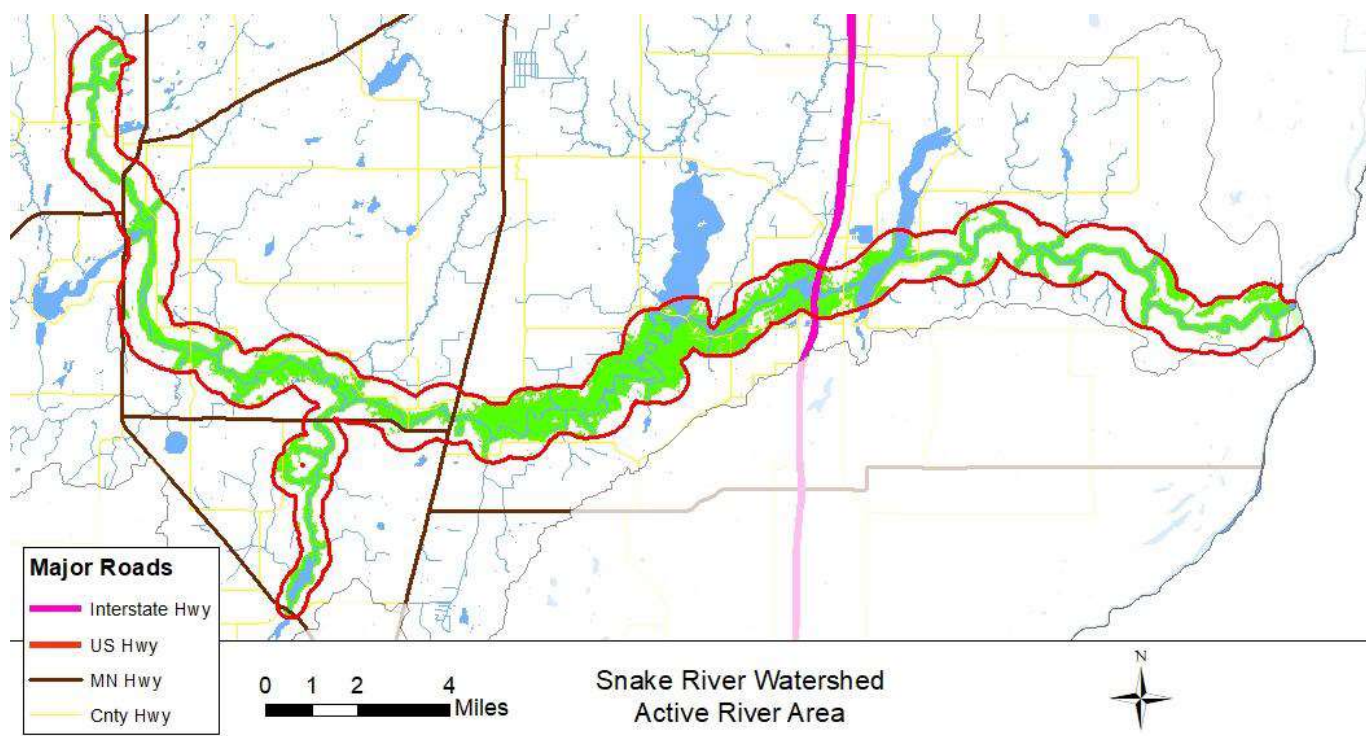 Major Roads
Interstate Hwy
US Hwy
MN Hwy
Cnty Hwy
0 1 2 4
Miles
Snake River Watershed
Active River Area
N